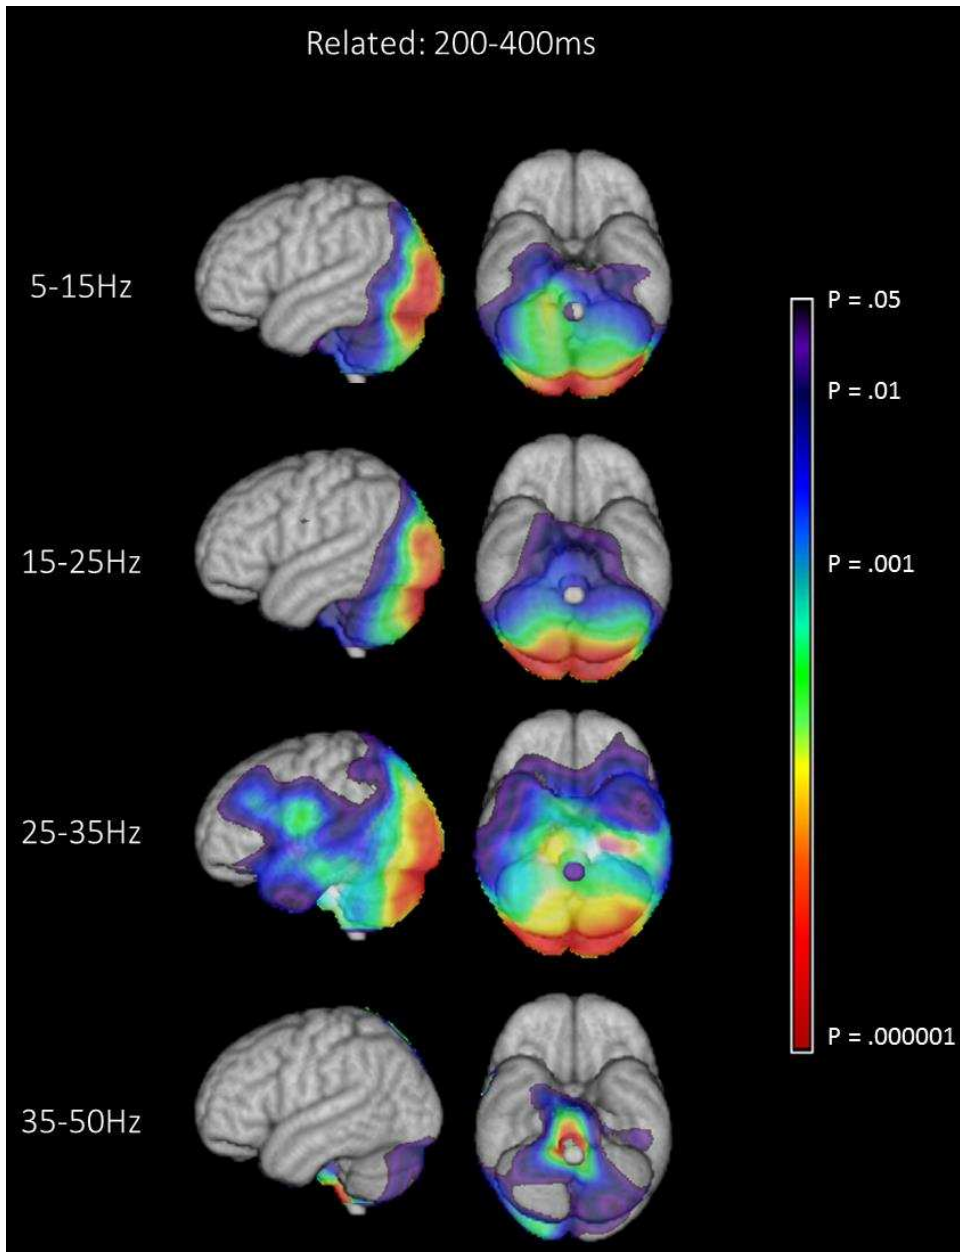 Related: 200-400ms
5-15Hz
15-25Hz
25-35Hz
35-50Hz
P = .05
P = .01
P = .001
P = .000001